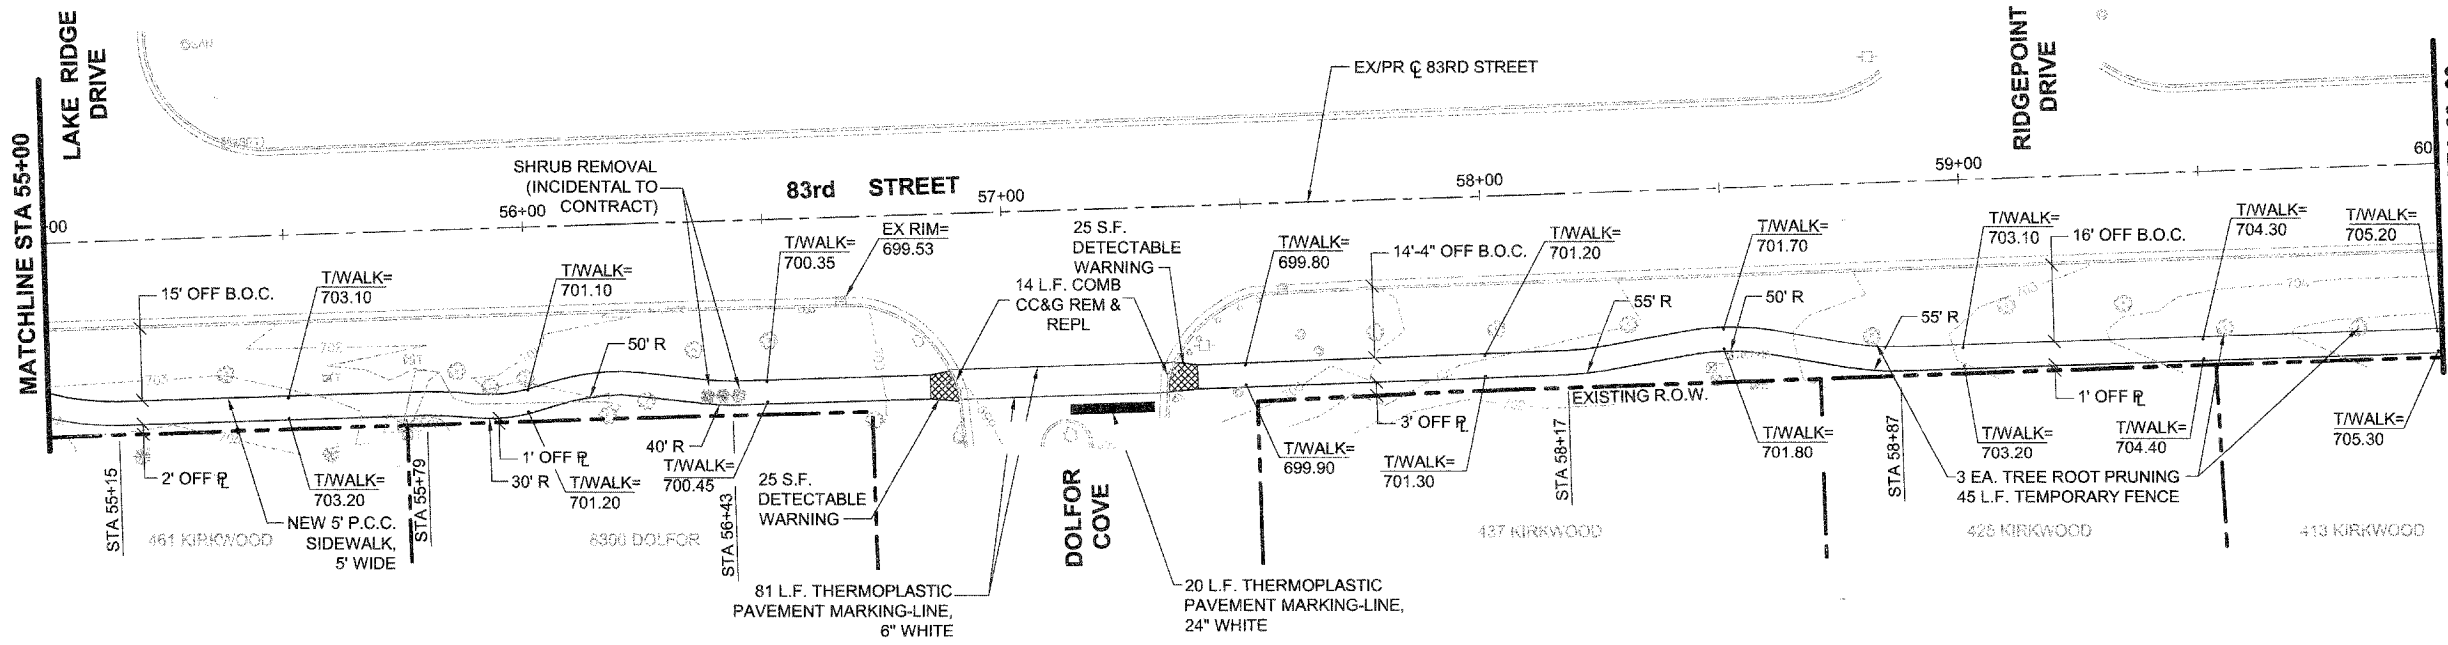 LAKE RIDGE
DRIVE
MATCHLINE STA 55+00
RIDGEPOINT
DRIVE
EX/PR ℄ 83RD STREET
SHRUB REMOVAL
(INCIDENTAL TO
CONTRACT)
83rd STREET
00
56+00
57+00
58+00
59+00
60
EX RIM=
699.53
25 S.F.
DETECTABLE
WARNING
14 L.F. COMB
CC&G REM &
REPL
15' OFF B.O.C.
T/WALK=
703.10
T/WALK=
701.10
T/WALK=
700.35
T/WALK=
699.80
14'-4" OFF B.O.C.
T/WALK=
701.20
T/WALK=
701.70
T/WALK=
703.10
16' OFF B.O.C.
T/WALK=
704.30
T/WALK=
705.20
50' R
55' R
50' R
55' R
703
705
703
704
EXISTING R.O.W.
2' OFF ⅊
T/WALK=
703.20
1' OFF ⅊
30' R
T/WALK=
701.20
40' R
T/WALK=
700.45
25 S.F.
DETECTABLE
WARNING
T/WALK=
699.90
3' OFF ⅊
T/WALK=
701.30
T/WALK=
701.80
T/WALK=
703.20
1' OFF ⅊
T/WALK=
704.40
T/WALK=
705.30
STA 55+15
STA 55+79
STA 56+43
STA 58+17
STA 58+87
NEW 5' P.C.C.
SIDEWALK,
5' WIDE
3 EA. TREE ROOT PRUNING
45 L.F. TEMPORARY FENCE
461 KIRKWOOD
8300 DOLFOR
437 KIRKWOOD
425 KIRKWOOD
413 KIRKWOOD
DOLFOR
COVE
81 L.F. THERMOPLASTIC
PAVEMENT MARKING-LINE,
6" WHITE
20 L.F. THERMOPLASTIC
PAVEMENT MARKING-LINE,
24" WHITE